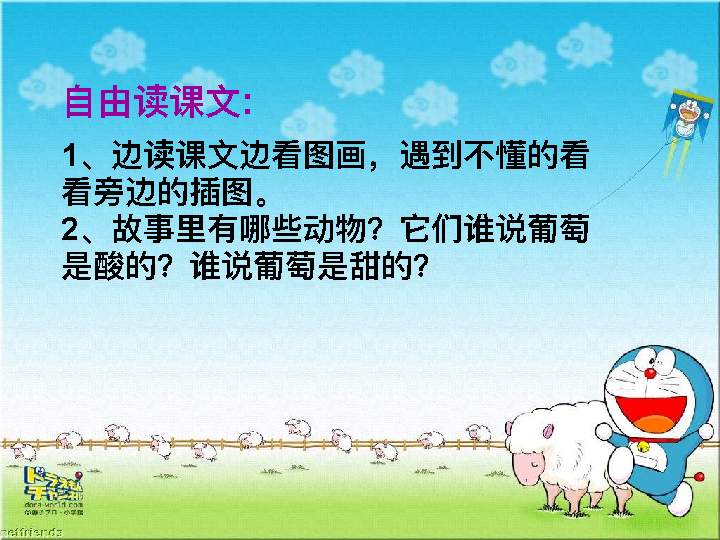 自由读课文:
1、边读课文边看图画，遇到不懂的看
看旁边的插图。
2、故事里有哪些动物？它们谁说葡萄
是酸的？谁说葡萄是甜的？
ドラえもん
チャンネル
dora-world.com
netfriends